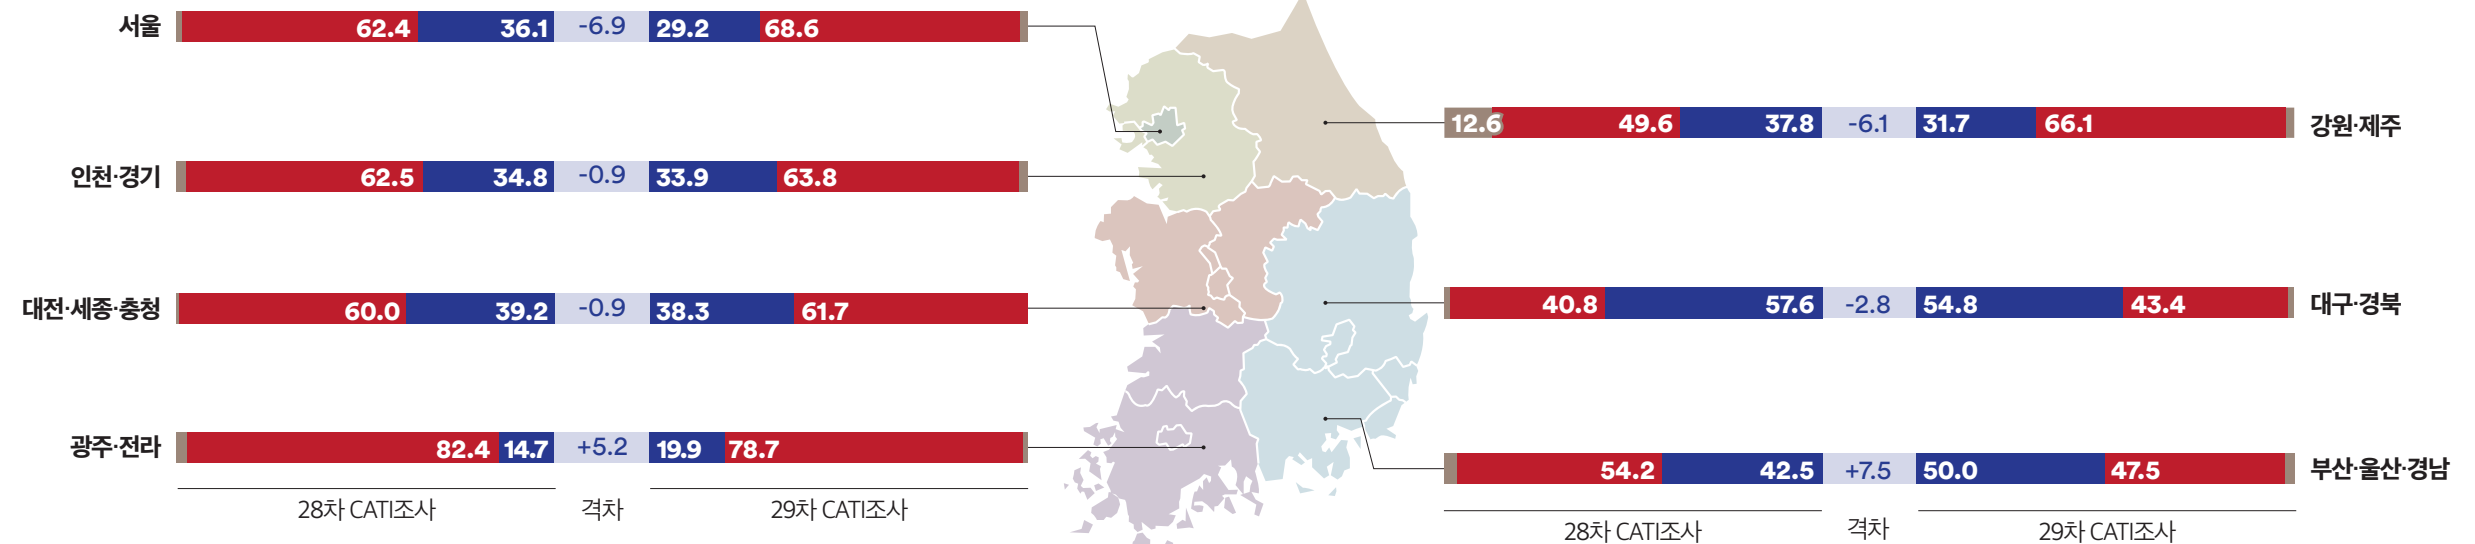 서울 62.4 36.1 -6.9 29.2 68.6
인천·경기 62.5 34.8 -0.9 33.9 63.8
대전·세종·충청 60.0 39.2 -0.9 38.3 61.7
광주·전라 82.4 14.7 +5.2 19.9 78.7
28차 CATI조사 격차 29차 CATI조사
12.6 49.6 37.8 -6.1 31.7 66.1 강원·제주
40.8 57.6 -2.8 54.8 43.4 대구·경북
54.2 42.5 +7.5 50.0 47.5 부산·울산·경남
28차 CATI조사 격차 29차 CATI조사